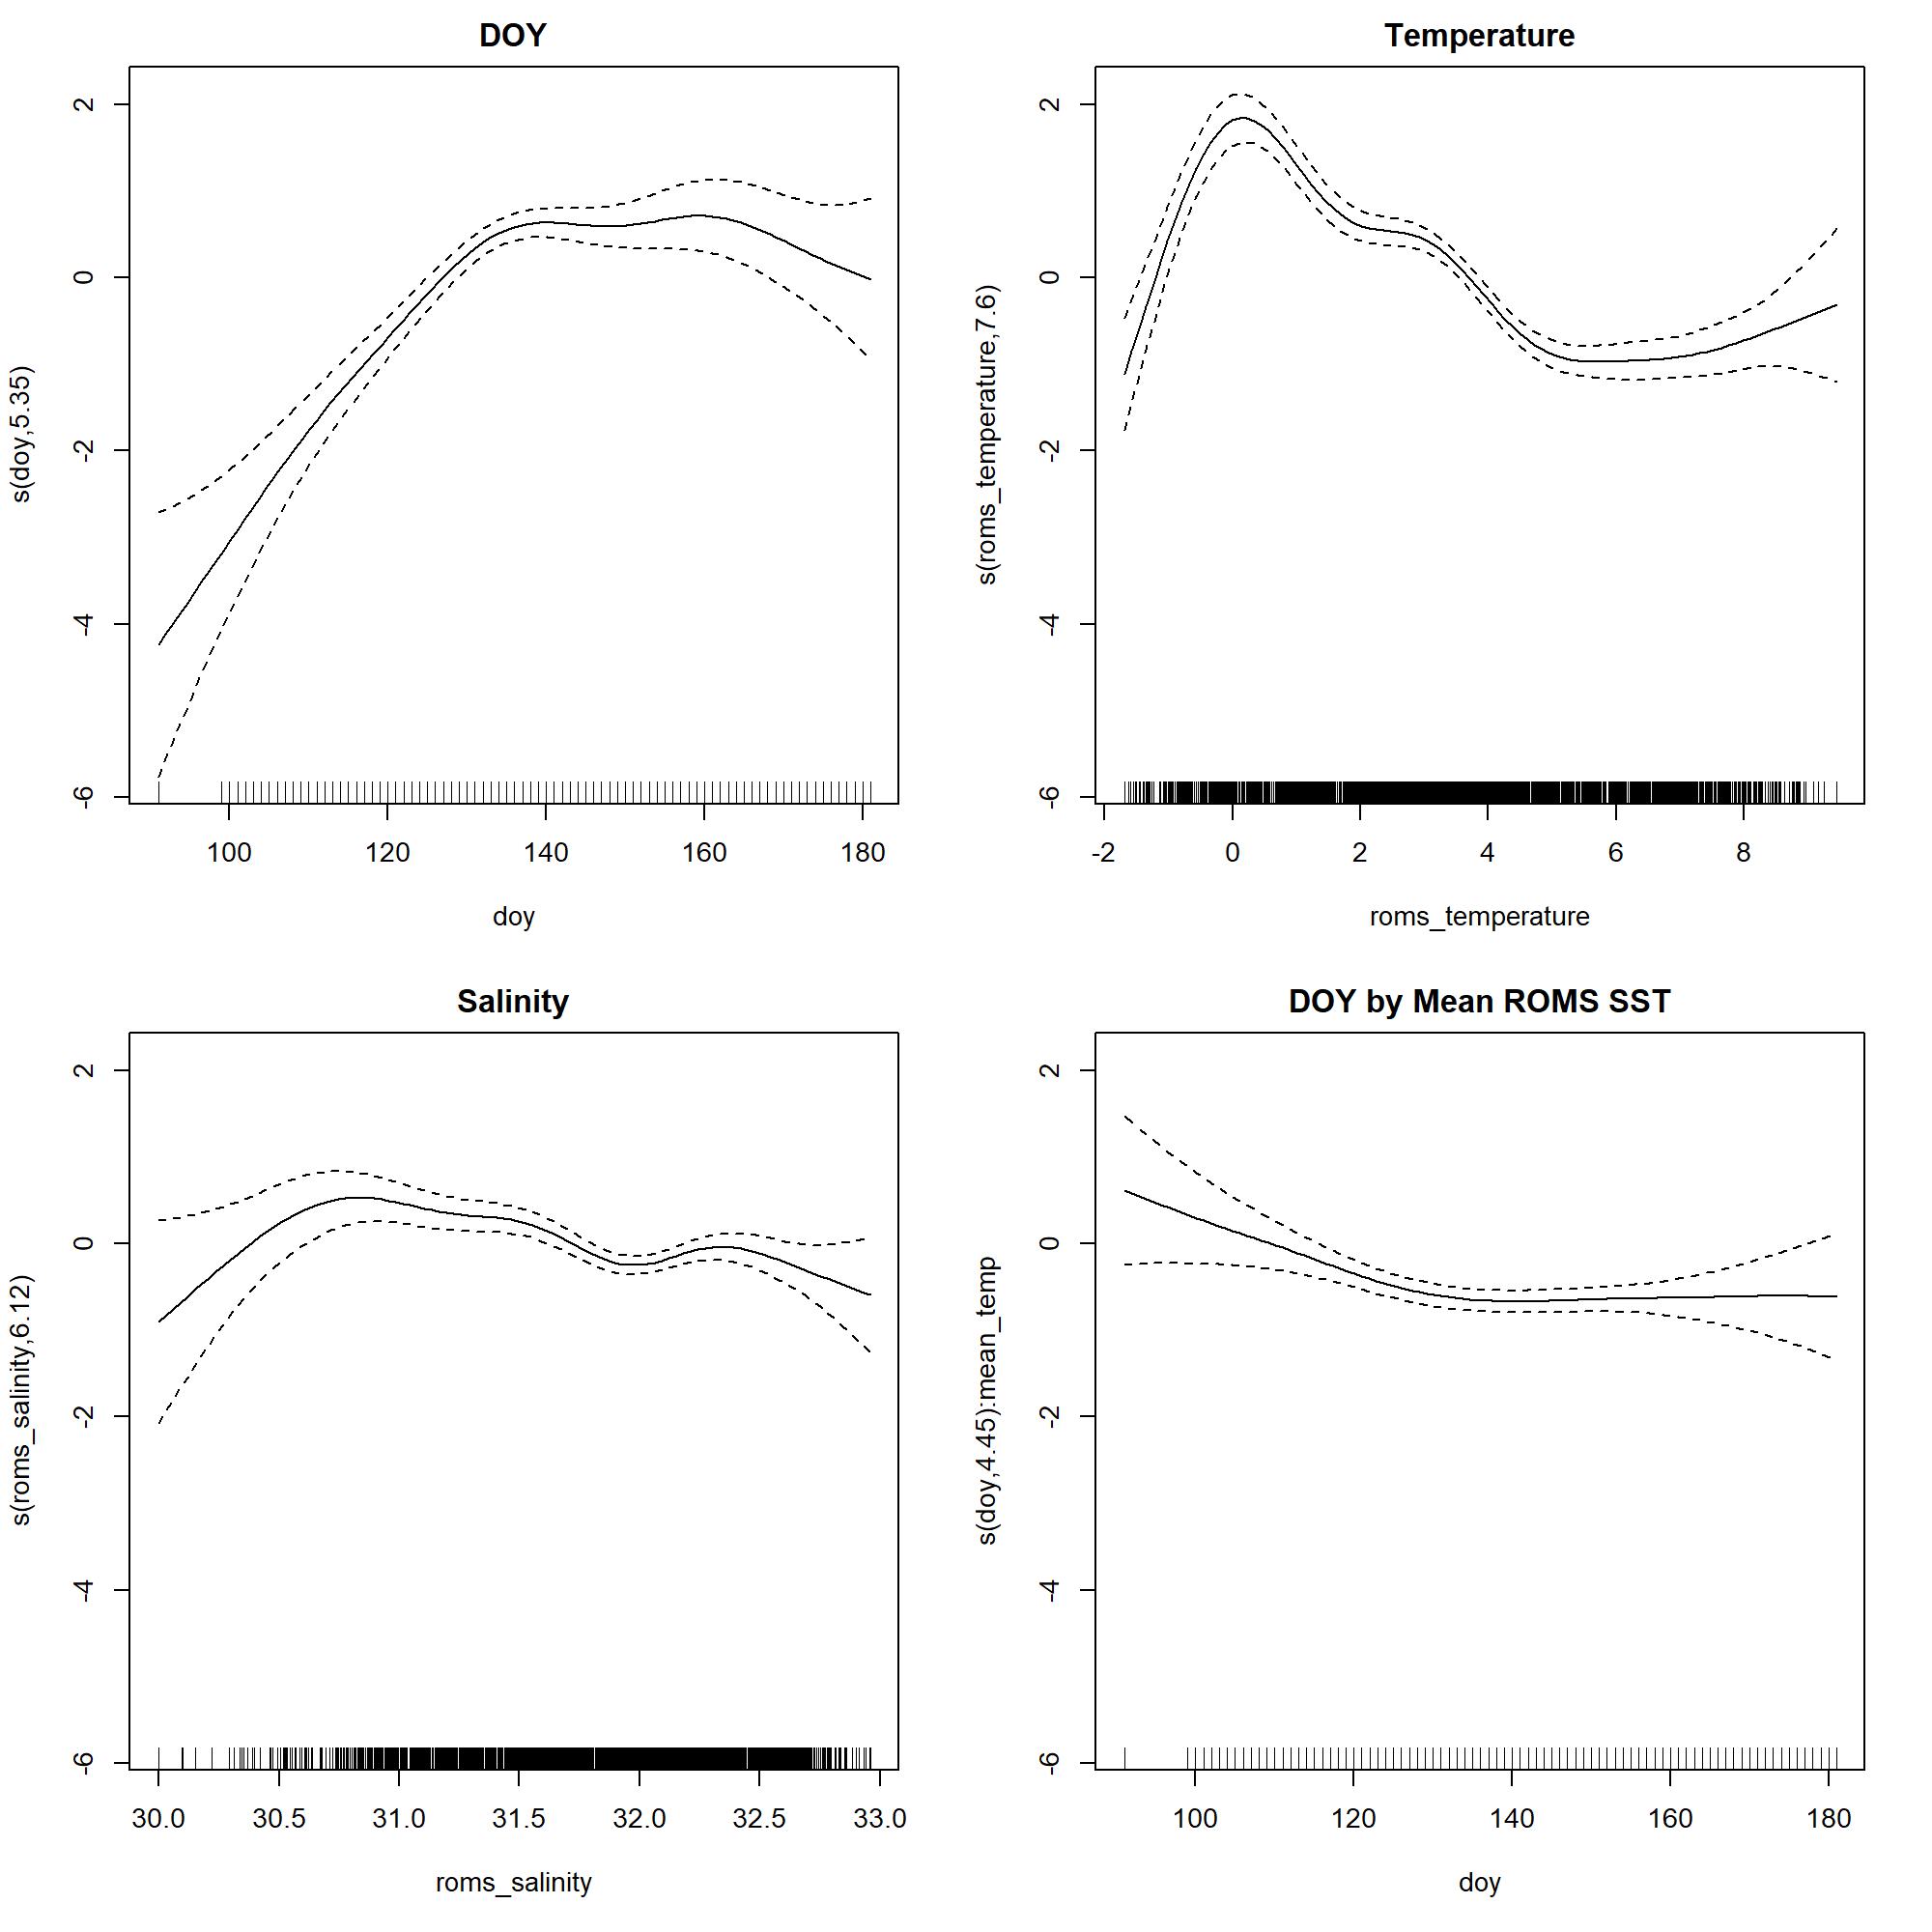 DOY
s(doy,5.35)
2
0
-2
-4
-6
100 120 140 160 180
doy
Temperature
s(roms_temperature,7.6)
2
0
-2
-4
-6
-2 0 2 4 6 8
roms_temperature
Salinity
s(roms_salinity,6.12)
2
0
-2
-4
-6
30.0 30.5 31.0 31.5 32.0 32.5 33.0
roms_salinity
DOY by Mean ROMS SST
s(doy,4.45):mean_temp
2
0
-2
-4
-6
100 120 140 160 180
doy